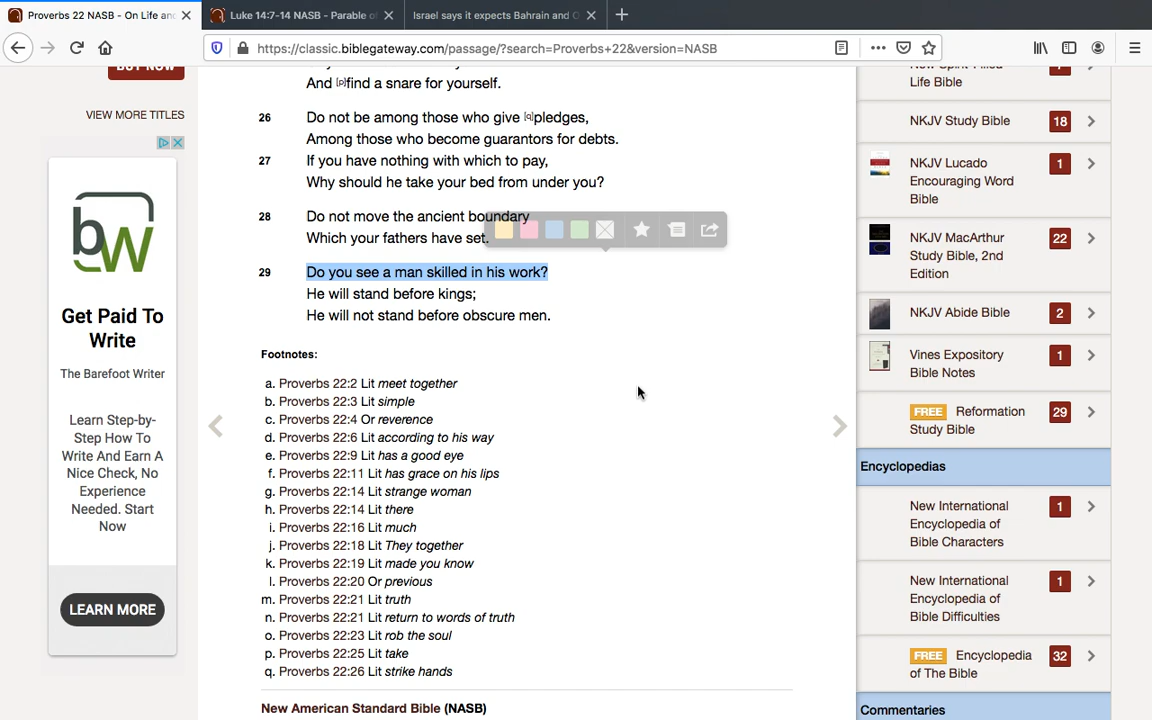 Proverbs 22 NASB - On Life and
Luke 14:7-14 NASB - Parable of
Israel says it expects Bahrain and O
https://classic.biblegateway.com/passage/?search=Proverbs+22&version=NASB
BUY NOW
VIEW MORE TITLES
bW
Get Paid To
Write
The Barefoot Writer
Learn Step-by-
Step How To
Write And Earn A
Nice Check, No
Experience
Needed. Start
Now
LEARN MORE
And [p]find a snare for yourself.
26 Do not be among those who give [q]pledges,
Among those who become guarantors for debts.
27 If you have nothing with which to pay,
Why should he take your bed from under you?
28 Do not move the ancient boundary
Which your fathers have set.
29 Do you see a man skilled in his work?
He will stand before kings;
He will not stand before obscure men.
Footnotes:
a. Proverbs 22:2 Lit meet together
b. Proverbs 22:3 Lit simple
c. Proverbs 22:4 Or reverence
d. Proverbs 22:6 Lit according to his way
e. Proverbs 22:9 Lit has a good eye
f. Proverbs 22:11 Lit has grace on his lips
g. Proverbs 22:14 Lit strange woman
h. Proverbs 22:14 Lit there
i. Proverbs 22:16 Lit much
j. Proverbs 22:18 Lit They together
k. Proverbs 22:19 Lit made you know
l. Proverbs 22:20 Or previous
m. Proverbs 22:21 Lit truth
n. Proverbs 22:21 Lit return to words of truth
o. Proverbs 22:23 Lit rob the soul
p. Proverbs 22:25 Lit take
q. Proverbs 22:26 Lit strike hands
New American Standard Bible (NASB)
New Spirit-Filled
Life Bible
NKJV Study Bible 18
NKJV Lucado 1
Encouraging Word
Bible
NKJV MacArthur 22
Study Bible, 2nd
Edition
NKJV Abide Bible 2
Vines Expository 1
Bible Notes
FREE Reformation 29
Study Bible
Encyclopedias
New International 1
Encyclopedia of
Bible Characters
New International 1
Encyclopedia of
Bible Difficulties
FREE Encyclopedia 32
of The Bible
Commentaries